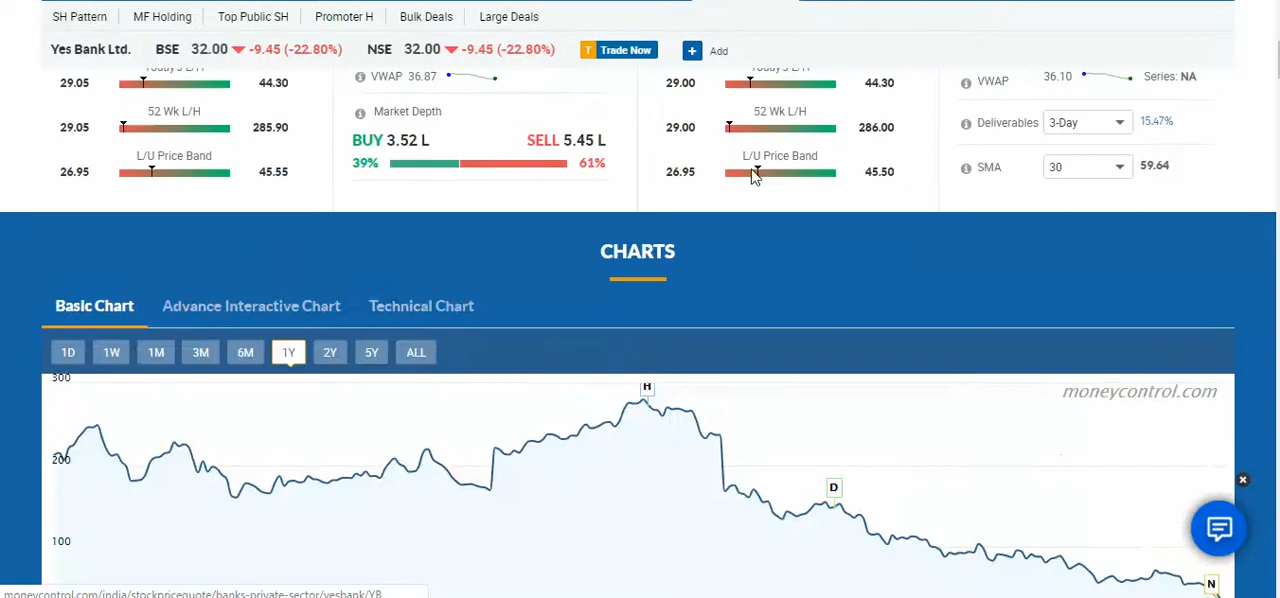 SH Pattern MF Holding Top Public SH Promoter H Bulk Deals Large Deals
Yes Bank Ltd. BSE 32.00 -9.45 (-22.80%) NSE 32.00 -9.45 (-22.80%) T Trade Now + Add
Today's L/H Today's L/H
29.05 44.30 VWAP 36.87 29.00 44.30 VWAP 36.10 Series: NA
52 Wk L/H Market Depth 52 Wk L/H
29.05 285.90 29.00 286.00 Deliverables 3-Day 15.47%
BUY 3.52 L SELL 5.45 L
L/U Price Band 39% 61% L/U Price Band
26.95 45.55 26.95 45.50 SMA 30 59.64
CHARTS
Basic Chart Advance Interactive Chart Technical Chart
1D 1W 1M 3M 6M 1Y 2Y 5Y ALL
300
H
moneycontrol.com
200
D
100
N
moneycontrol.com/india/stockpricequote/banks-private-sector/yesbank/YB